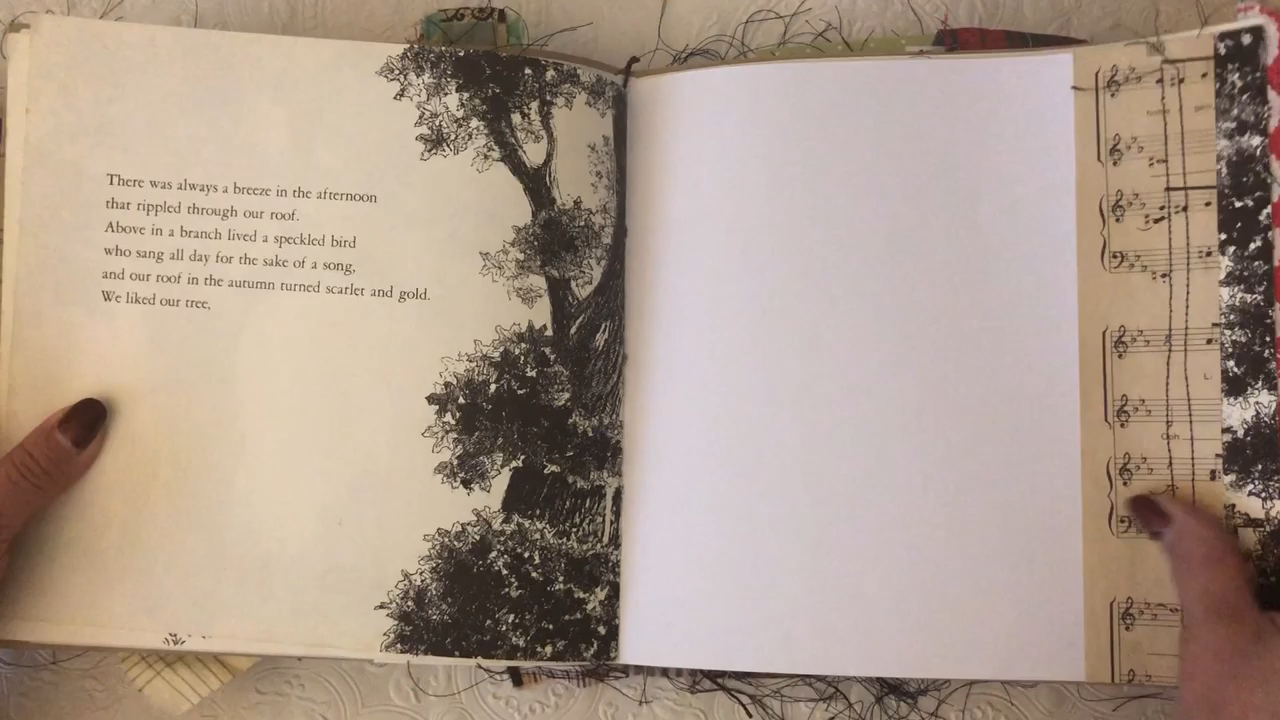 There was always a breeze in the afternoon
that rippled through our roof.
Above in a branch lived a speckled bird
who sang all day for the sake of a song,
and our roof in the autumn turned scarlet and gold.
We liked our tree,
Ooh